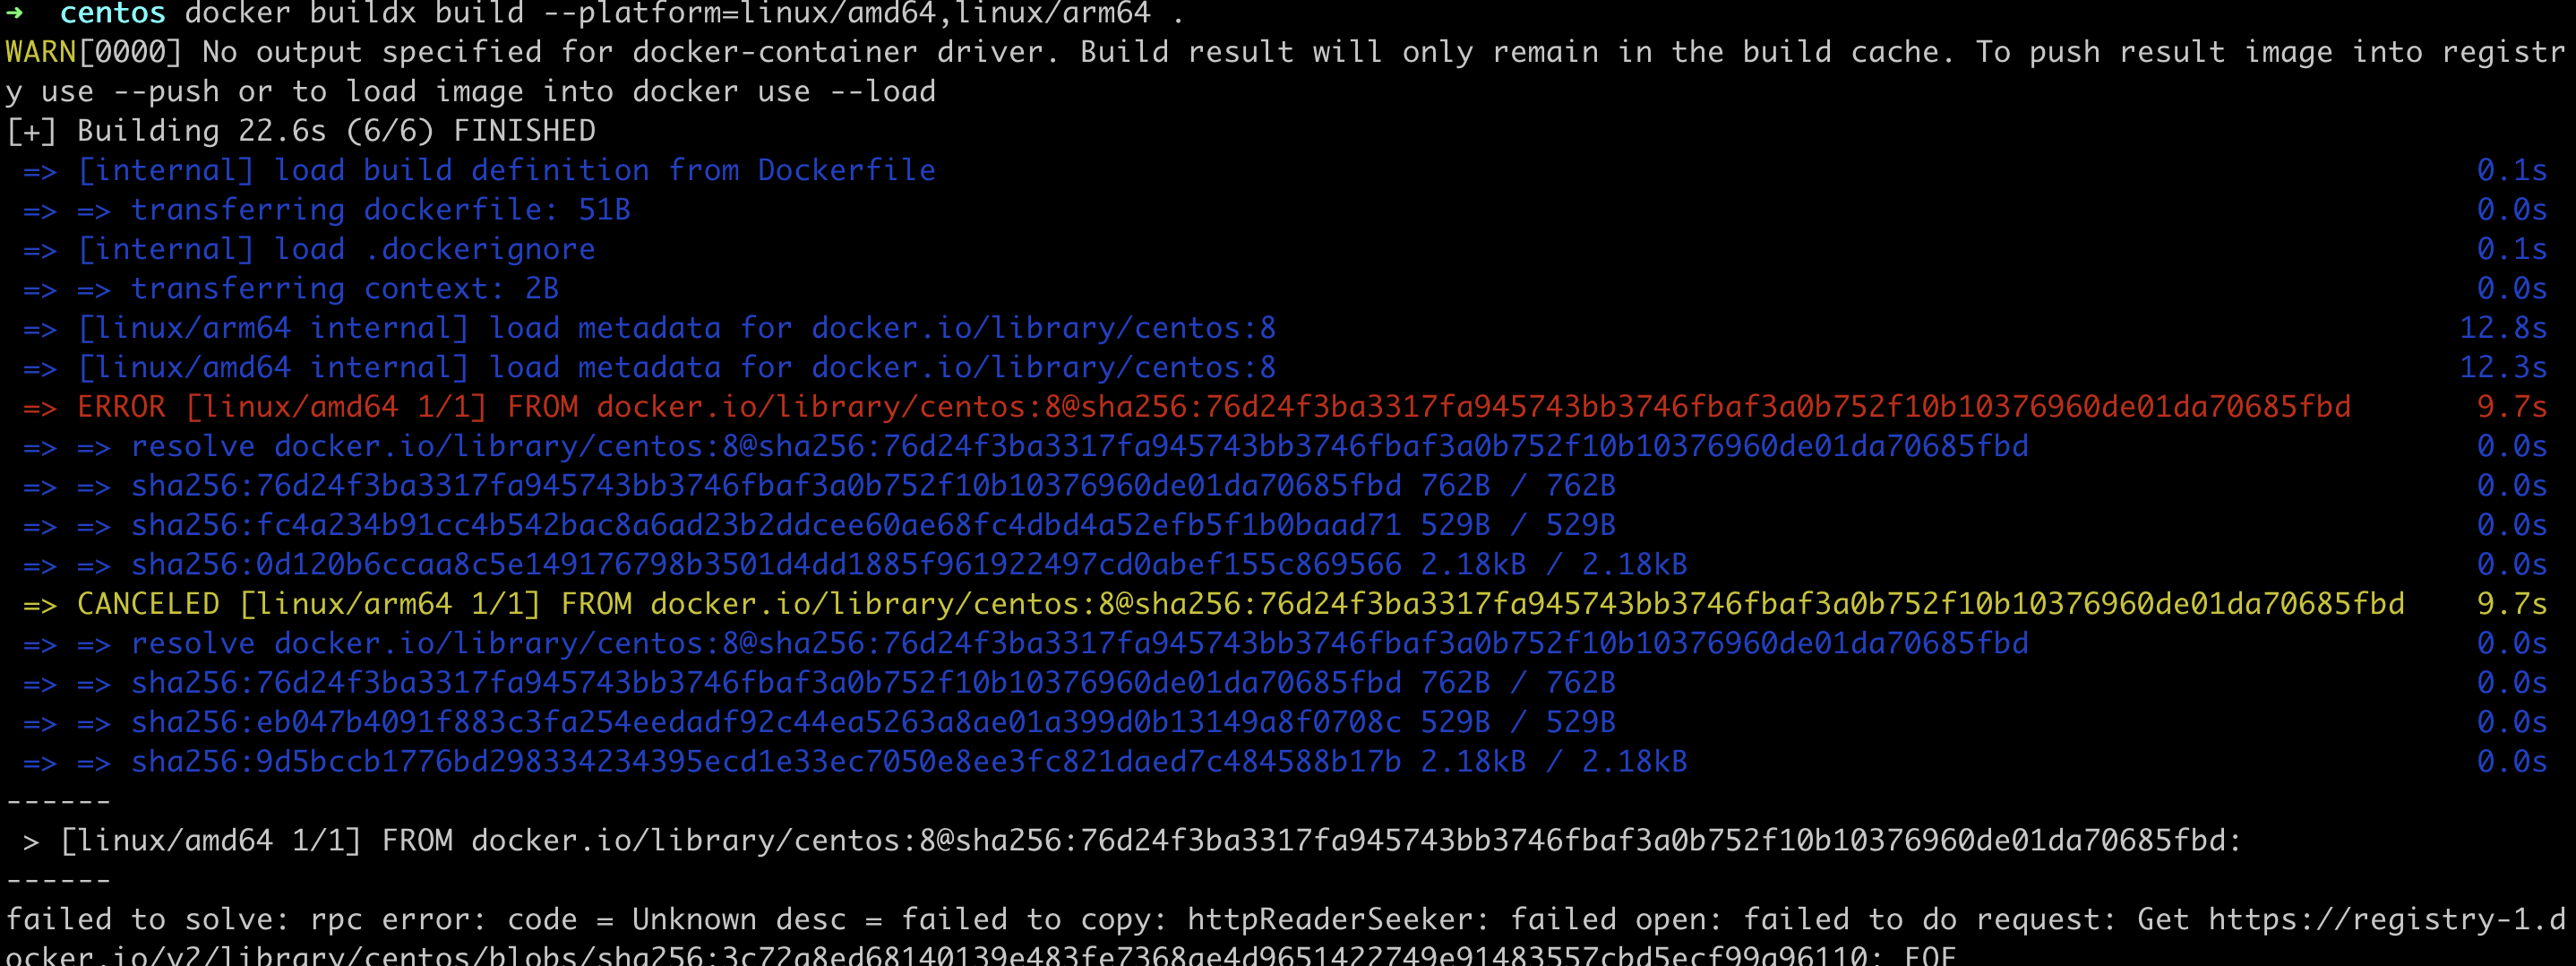 ➜  centos docker buildx build --platform=linux/amd64,linux/arm64 .
WARN[0000] No output specified for docker-container driver. Build result will only remain in the build cache. To push result image into registr
y use --push or to load image into docker use --load
[+] Building 22.6s (6/6) FINISHED
 => [internal] load build definition from Dockerfile 0.1s
 => => transferring dockerfile: 51B 0.0s
 => [internal] load .dockerignore 0.1s
 => => transferring context: 2B 0.0s
 => [linux/arm64 internal] load metadata for docker.io/library/centos:8 12.8s
 => [linux/amd64 internal] load metadata for docker.io/library/centos:8 12.3s
 => ERROR [linux/amd64 1/1] FROM docker.io/library/centos:8@sha256:76d24f3ba3317fa945743bb3746fbaf3a0b752f10b10376960de01da70685fbd 9.7s
 => => resolve docker.io/library/centos:8@sha256:76d24f3ba3317fa945743bb3746fbaf3a0b752f10b10376960de01da70685fbd 0.0s
 => => sha256:76d24f3ba3317fa945743bb3746fbaf3a0b752f10b10376960de01da70685fbd 762B / 762B 0.0s
 => => sha256:fc4a234b91cc4b542bac8a6ad23b2ddcee60ae68fc4dbd4a52efb5f1b0baad71 529B / 529B 0.0s
 => => sha256:0d120b6ccaa8c5e149176798b3501d4dd1885f961922497cd0abef155c869566 2.18kB / 2.18kB 0.0s
 => CANCELED [linux/arm64 1/1] FROM docker.io/library/centos:8@sha256:76d24f3ba3317fa945743bb3746fbaf3a0b752f10b10376960de01da70685fbd 9.7s
 => => resolve docker.io/library/centos:8@sha256:76d24f3ba3317fa945743bb3746fbaf3a0b752f10b10376960de01da70685fbd 0.0s
 => => sha256:76d24f3ba3317fa945743bb3746fbaf3a0b752f10b10376960de01da70685fbd 762B / 762B 0.0s
 => => sha256:eb047b4091f883c3fa254eedadf92c44ea5263a8ae01a399d0b13149a8f0708c 529B / 529B 0.0s
 => => sha256:9d5bccb1776bd298334234395ecd1e33ec7050e8ee3fc821daed7c484588b17b 2.18kB / 2.18kB 0.0s
------
 > [linux/amd64 1/1] FROM docker.io/library/centos:8@sha256:76d24f3ba3317fa945743bb3746fbaf3a0b752f10b10376960de01da70685fbd:
------
failed to solve: rpc error: code = Unknown desc = failed to copy: httpReaderSeeker: failed open: failed to do request: Get https://registry-1.d
ocker.io/v2/library/centos/blobs/sha256:3c72a8ed68140139e483fe7368ae4d9651422749e91483557cbd5ecf99a96110: EOF